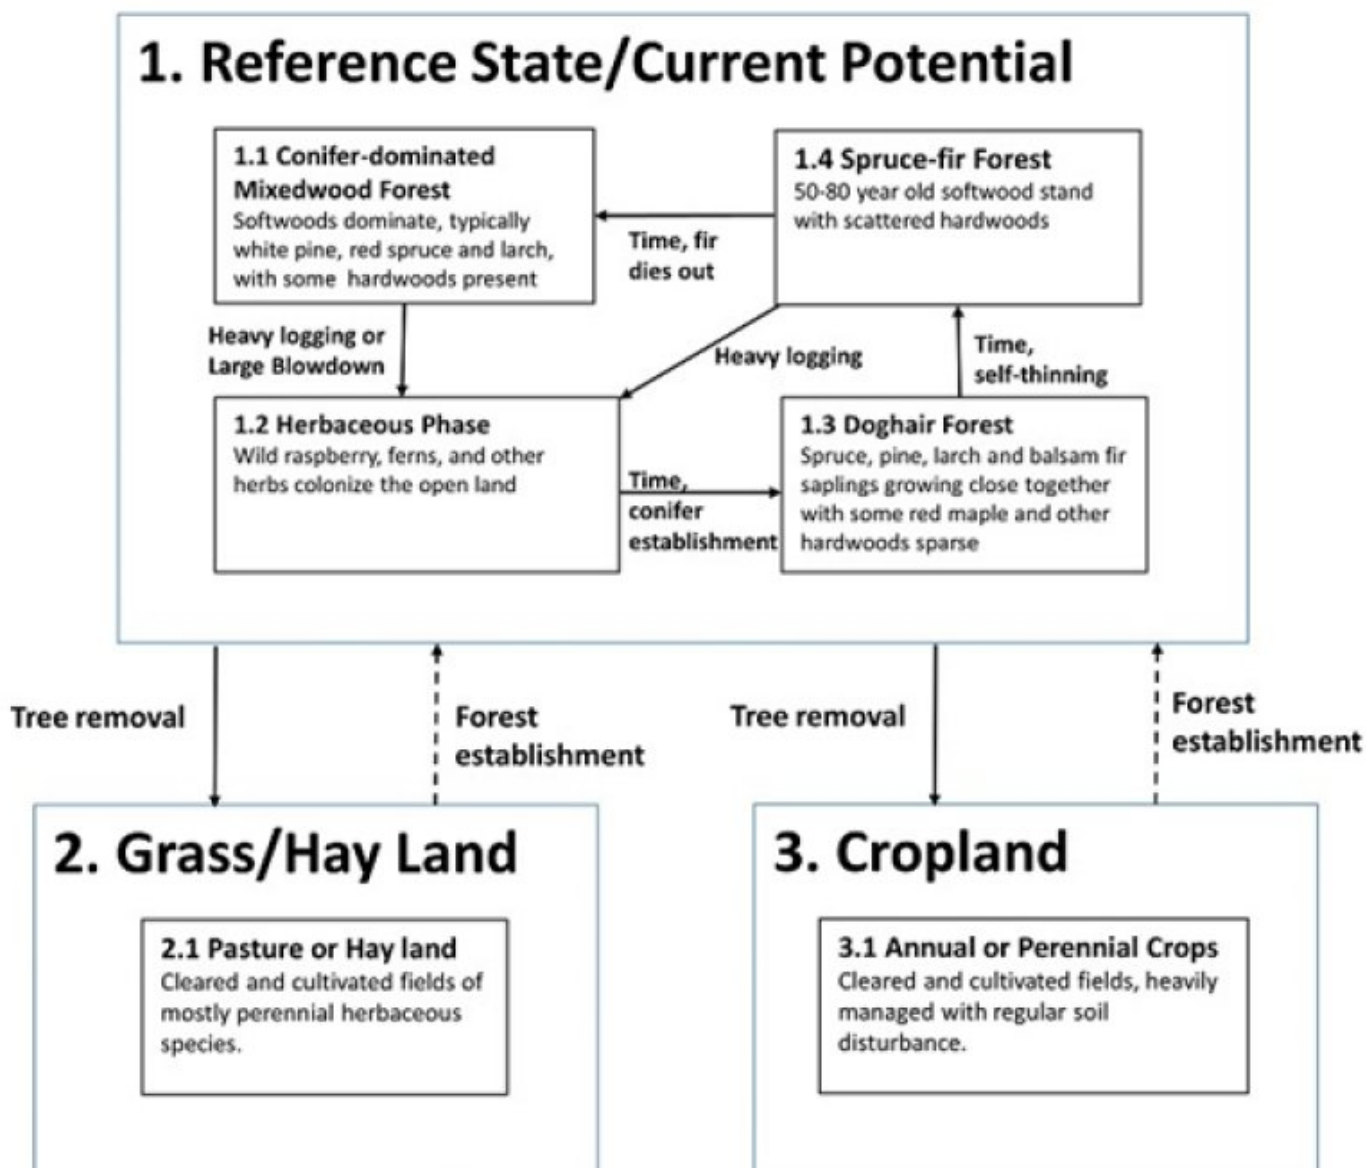 1. Reference State/Current Potential
1.1 Conifer-dominated
Mixedwood Forest
Softwoods dominate, typically
white pine, red spruce and larch,
with some hardwoods present
1.4 Spruce-fir Forest
50-80 year old softwood stand
with scattered hardwoods
Time, fir
dies out
Heavy logging or
Large Blowdown
Heavy logging
Time,
self-thinning
1.2 Herbaceous Phase
Wild raspberry, ferns, and other
herbs colonize the open land
Time,
conifer
establishment
1.3 Doghair Forest
Spruce, pine, larch and balsam fir
saplings growing close together
with some red maple and other
hardwoods sparse
Tree removal
Forest
establishment
Tree removal
Forest
establishment
2. Grass/Hay Land
2.1 Pasture or Hay land
Cleared and cultivated fields of
mostly perennial herbaceous
species.
3. Cropland
3.1 Annual or Perennial Crops
Cleared and cultivated fields, heavily
managed with regular soil
disturbance.